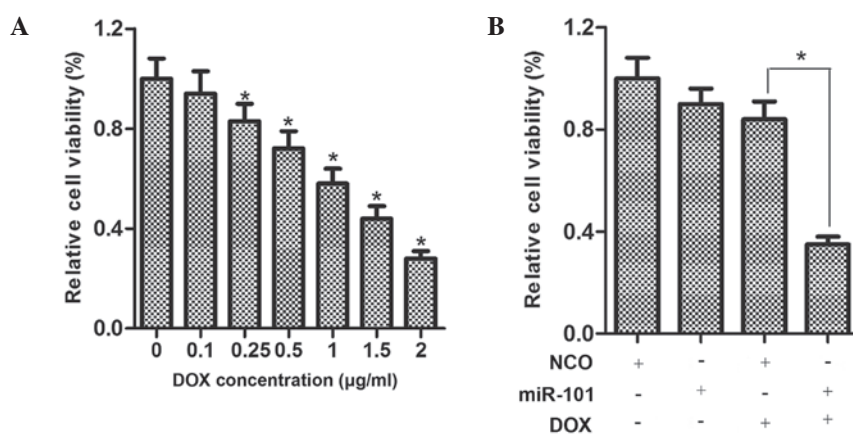 A
Relative cell viability (%)
1.2
0.8
0.4
0.0
* * * * *
0 0.1 0.25 0.5 1 1.5 2
DOX concentration (µg/ml)
B
Relative cell viability (%)
1.2
0.8
0.4
0.0
*
NCO + - + -
miR-101 - + - +
DOX - - + +